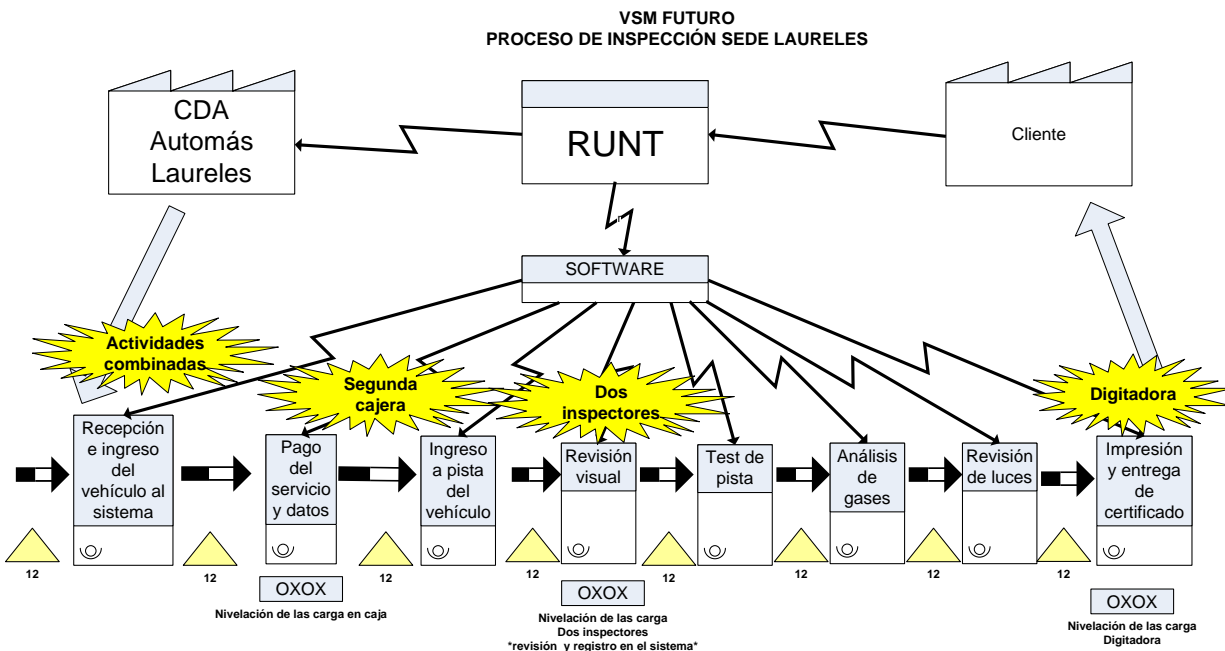 VSM FUTURO
PROCESO DE INSPECCIÓN SEDE LAURELES
CDA
Automás
Laureles
RUNT
Cliente
SOFTWARE
Actividades
combinadas
Segunda
cajera
Dos
inspectores
Digitadora
Recepción
e ingreso
del
vehículo al
sistema
Pago
del
servicio
y datos
Ingreso
a pista
del
vehículo
Revisión
visual
Test de
pista
Análisis
de
gases
Revisión
de luces
Impresión
y entrega
de
certificado
12
12
12
12
12
12
12
12
OXOX
Nivelación de las carga en caja
OXOX
Nivelación de las carga
Dos inspectores
*revisión y registro en el sistema*
OXOX
Nivelación de las carga
Digitadora